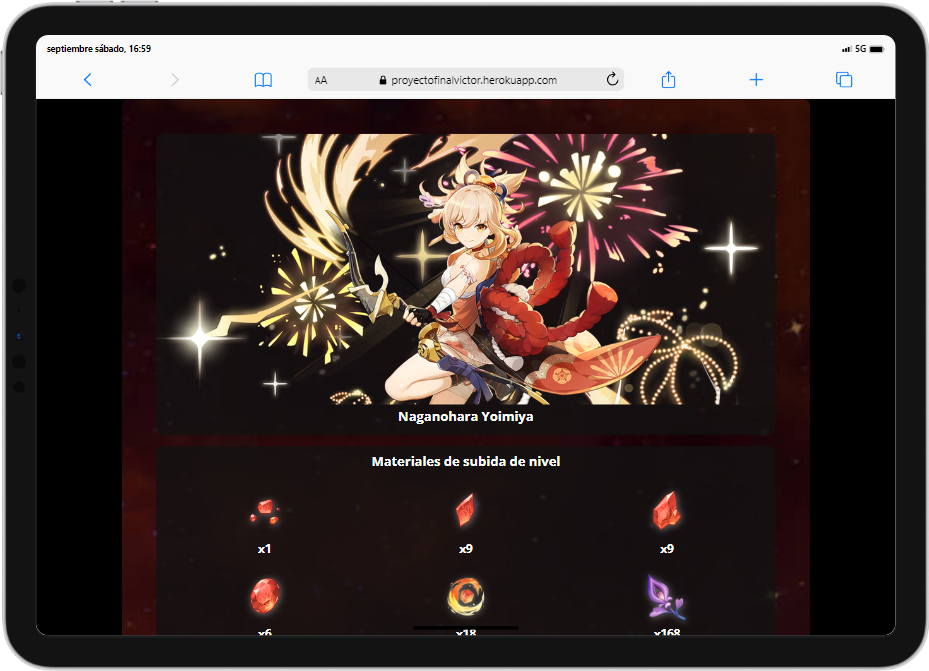 septiembre sábado, 16:59
5G
AA
proyectofinalvictor.herokuapp.com
Naganohara Yoimiya
Materiales de subida de nivel
x1
x9
x9
x6
x18
x168